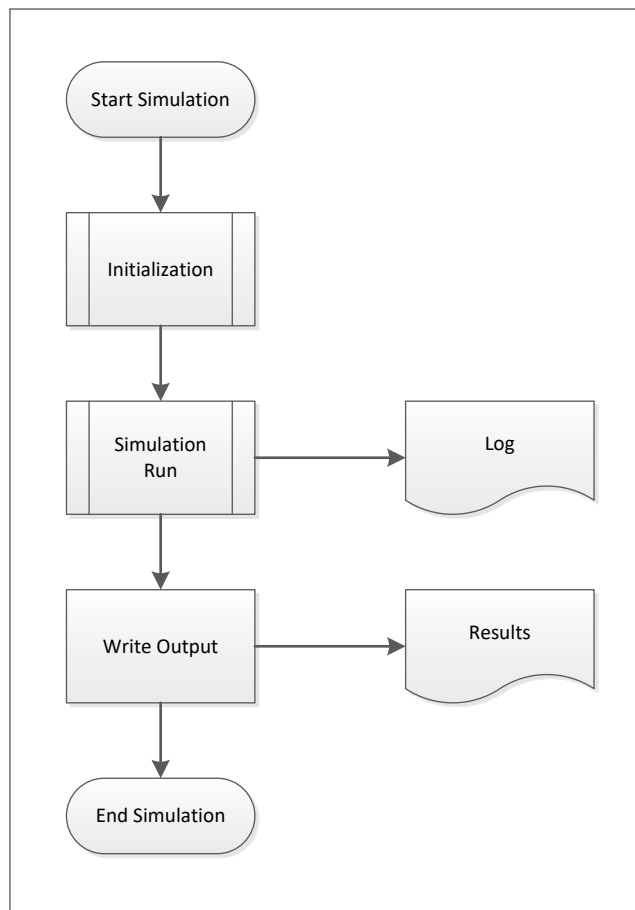 Start Simulation
Initialization
Simulation
Run
Log
Write Output
Results
End Simulation